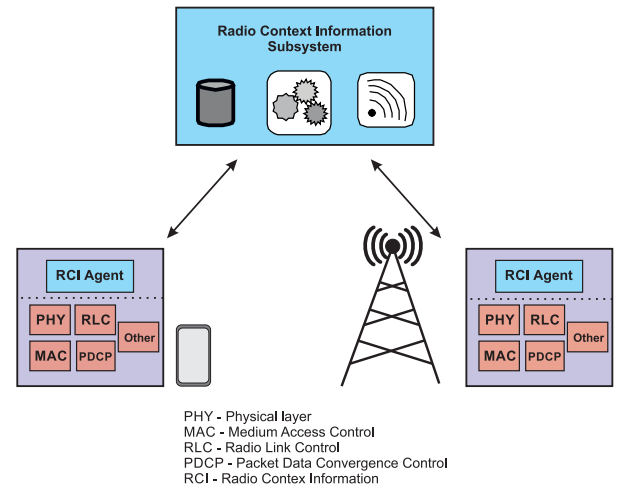 Radio Context Information
Subsystem
RCI Agent
PHY
RLC
Other
MAC
PDCP
RCI Agent
PHY
RLC
Other
MAC
PDCP
PHY - Physical layer
MAC - Medium Access Control
RLC - Radio Link Control
PDCP - Packet Data Convergence Control
RCI - Radio Contex Information